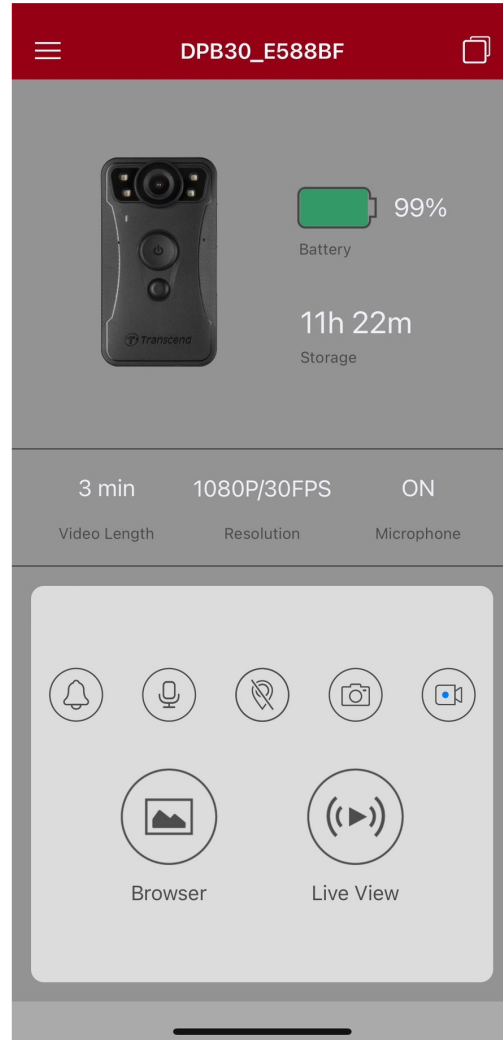 DPB30_E588BF
99%
Battery
Transcend
11h 22m
Storage
3 min 1080P/30FPS ON
Video Length Resolution Microphone
Browser Live View